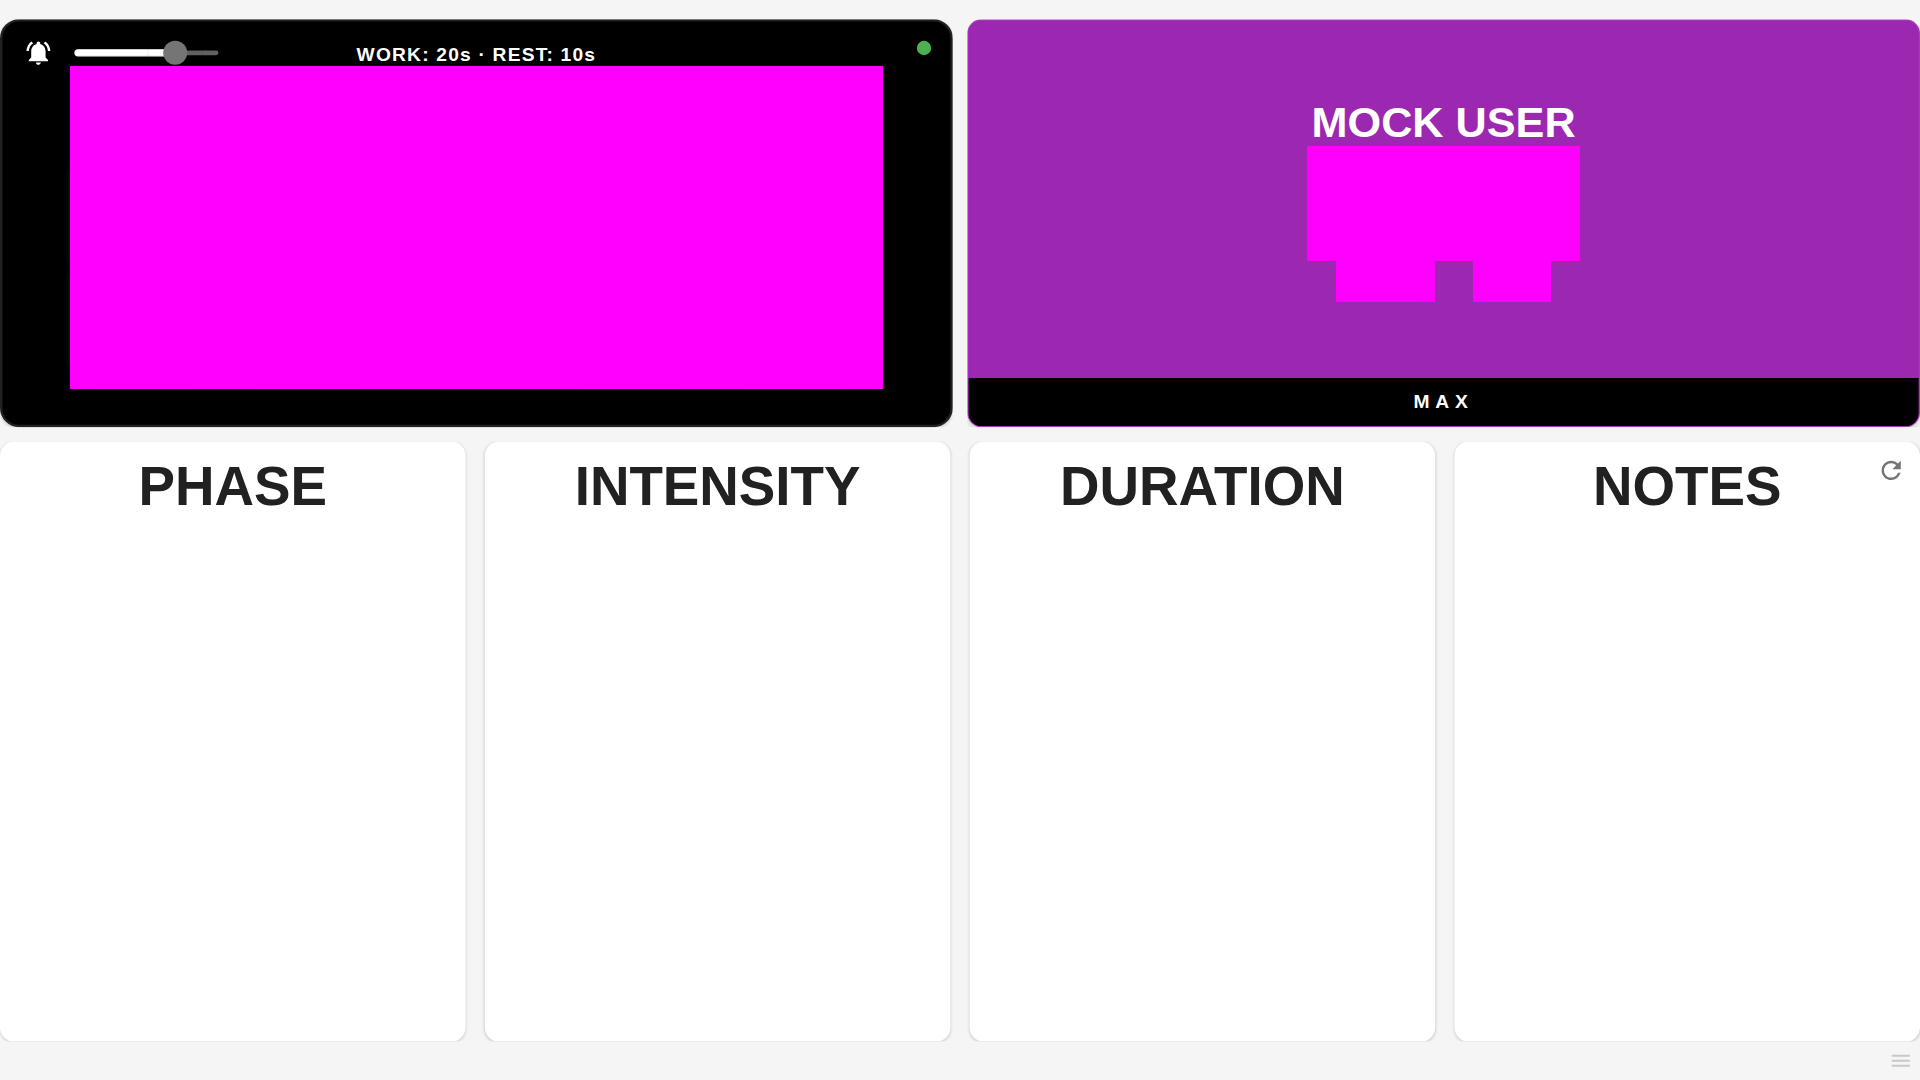 WORK: 20s · REST: 10s
MOCK USER
MAX
PHASE
INTENSITY
DURATION
NOTES